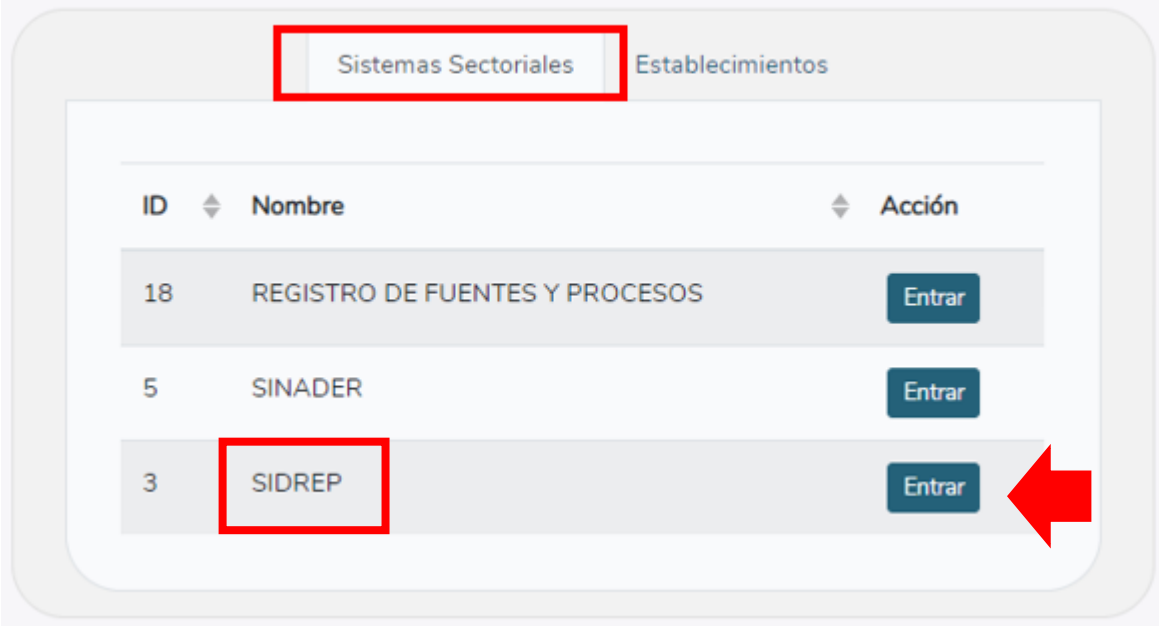 Sistemas Sectoriales Establecimientos
ID Nombre Acción
18 REGISTRO DE FUENTES Y PROCESOS Entrar
5 SINADER Entrar
3 SIDREP Entrar